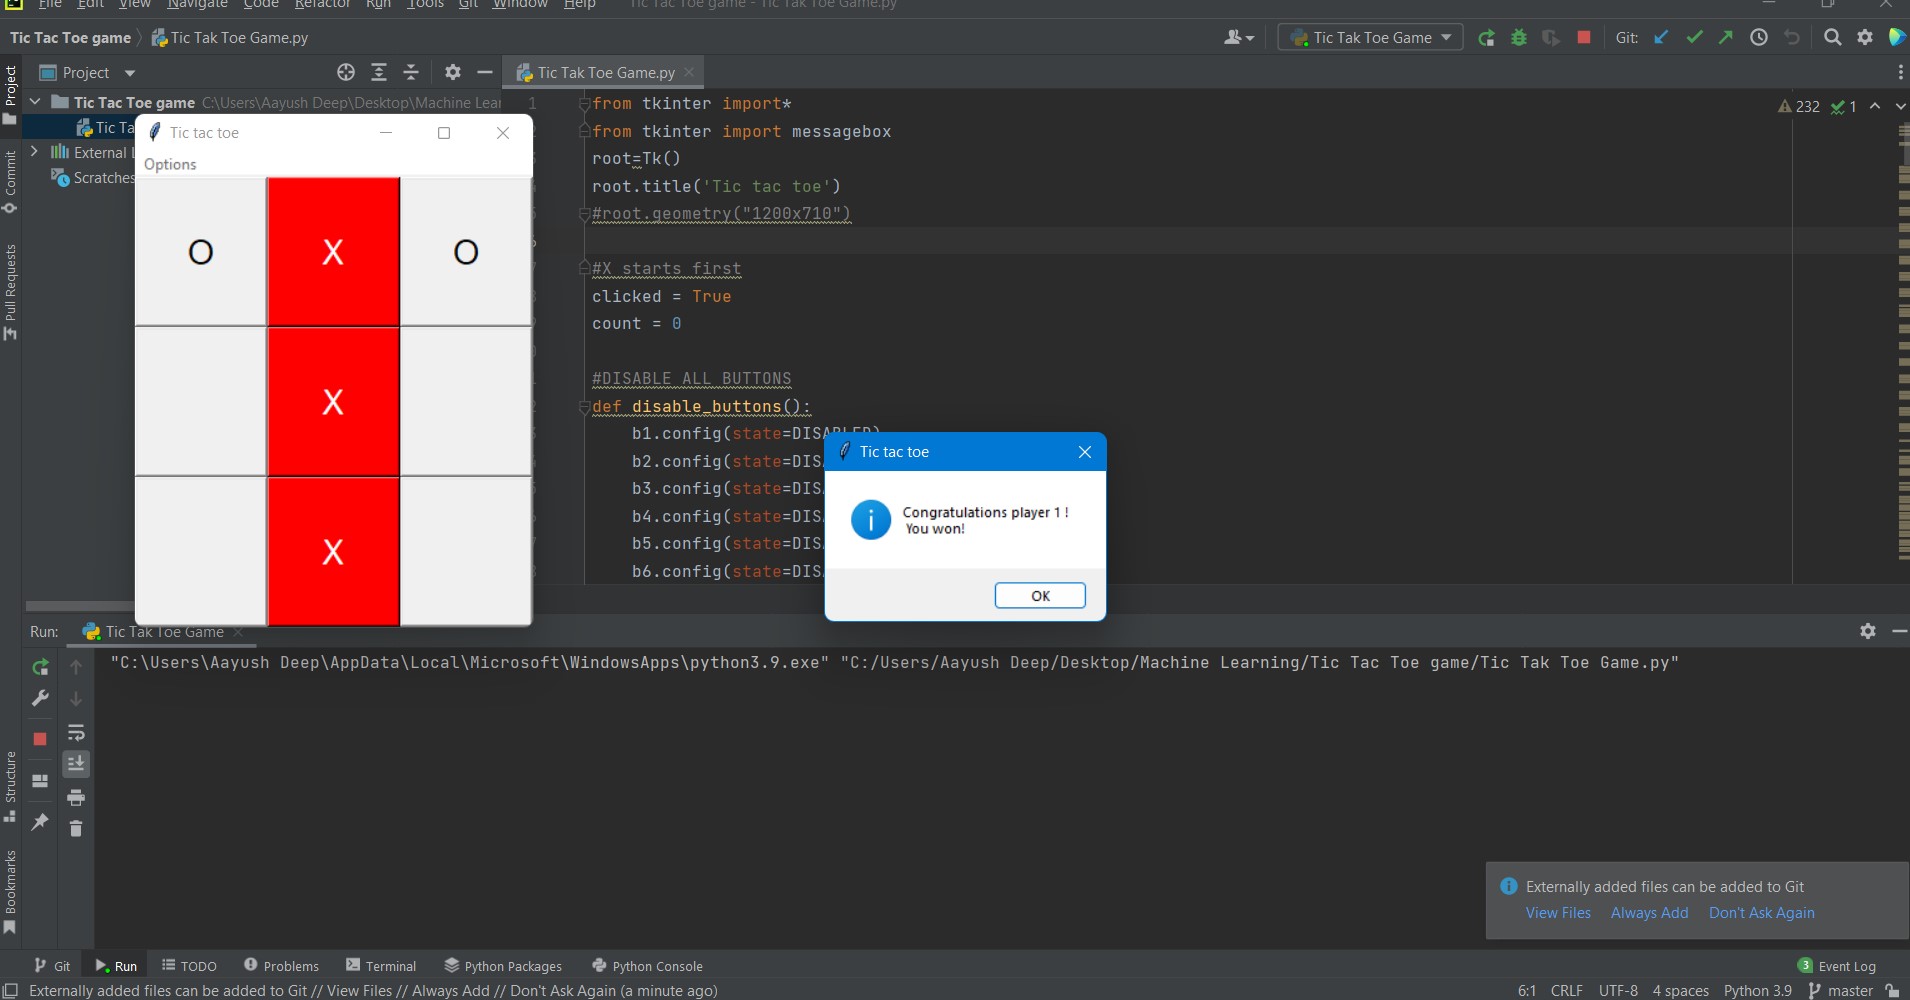 File Edit View Navigate Code Refactor Run Tools Git Window Help Tic Tac Toe game - Tic Tak Toe Game.py
Tic Tac Toe game Tic Tak Toe Game.py
Tic Tak Toe Game
Git:
Project
Tic Tak Toe Game.py
Tic Tac Toe game C:\Users\Aayush Deep\Desktop\Machine Lear
Tic Ta
External L
Scratches
Project
Commit
Pull Requests
Structure
Bookmarks
Tic tac toe
Options
O X O
X
X
1 from tkinter import*
from tkinter import messagebox
root=Tk()
root.title('Tic tac toe')
#root.geometry("1200x710")
#X starts first
clicked = True
count = 0
#DISABLE ALL BUTTONS
def disable_buttons():
b1.config(state=DISABLED)
b2.config(state=DISA
b3.config(state=DISA
b4.config(state=DISA
b5.config(state=DISA
b6.config(state=DISA
232 1
Tic tac toe
Congratulations player 1 !
You won!
OK
Run: Tic Tak Toe Game
"C:\Users\Aayush Deep\AppData\Local\Microsoft\WindowsApps\python3.9.exe" "C:/Users/Aayush Deep/Desktop/Machine Learning/Tic Tac Toe game/Tic Tak Toe Game.py"
Externally added files can be added to Git
View Files Always Add Don't Ask Again
Git Run TODO Problems Terminal Python Packages Python Console
3 Event Log
Externally added files can be added to Git // View Files // Always Add // Don't Ask Again (a minute ago)
6:1 CRLF UTF-8 4 spaces Python 3.9 master